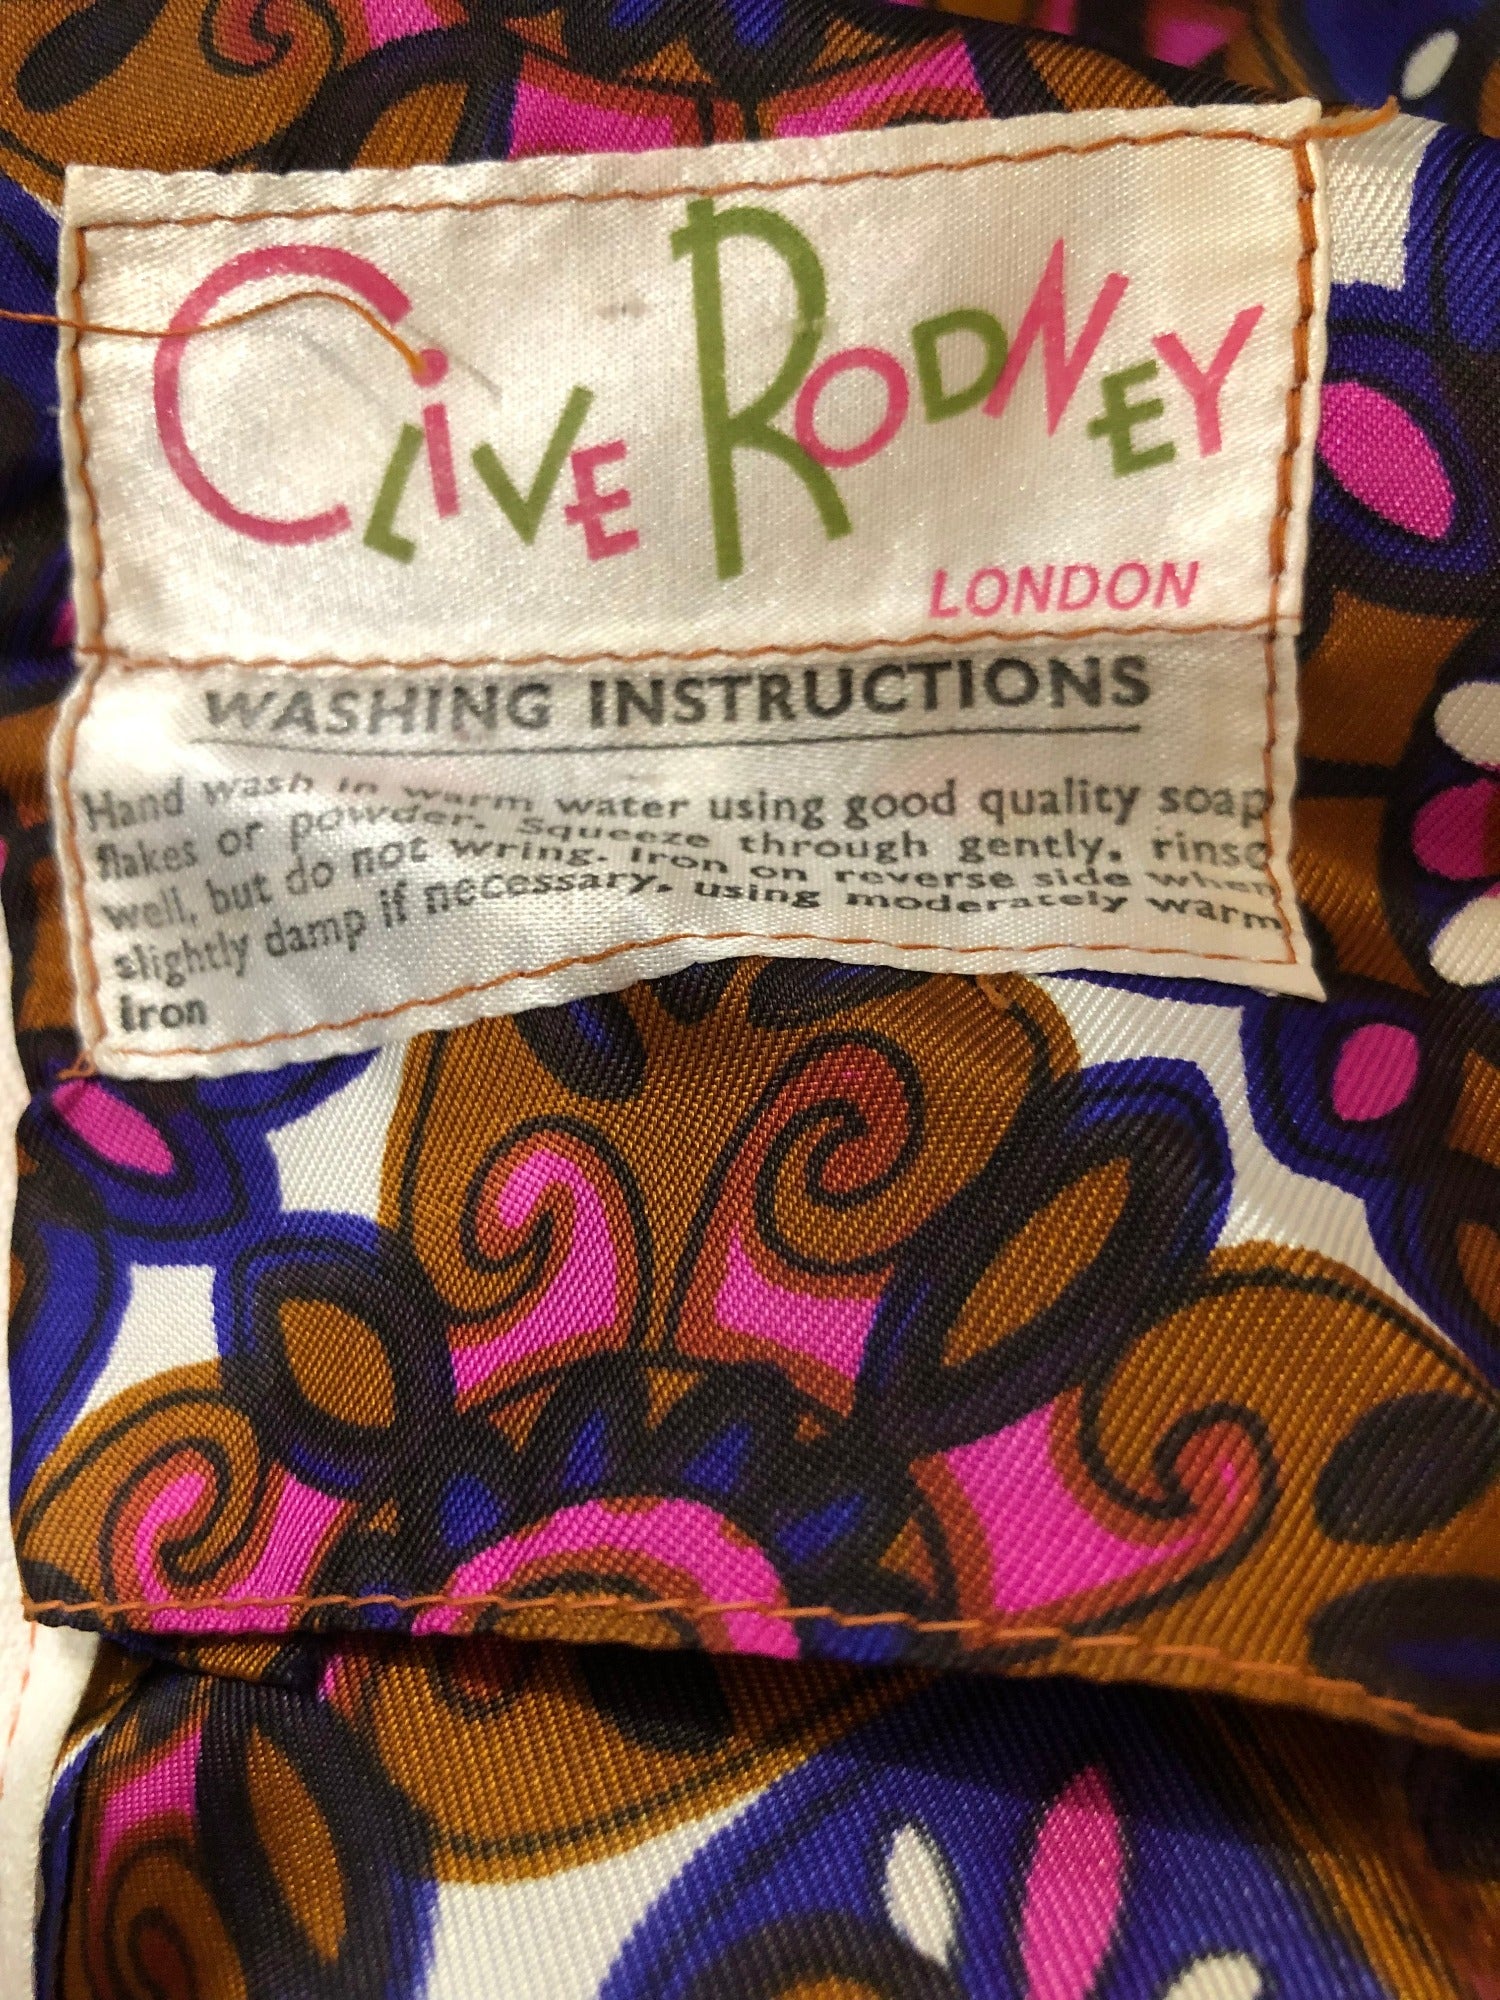 CLiVE RODNEY
LONDON
WASHING INSTRUCTIONS
Hand wash in warm water using good quality soap
flakes or powder. Squeeze through gently, rinse
well, but do not wring. Iron on reverse side when
slightly damp if necessary, using moderately warm
iron